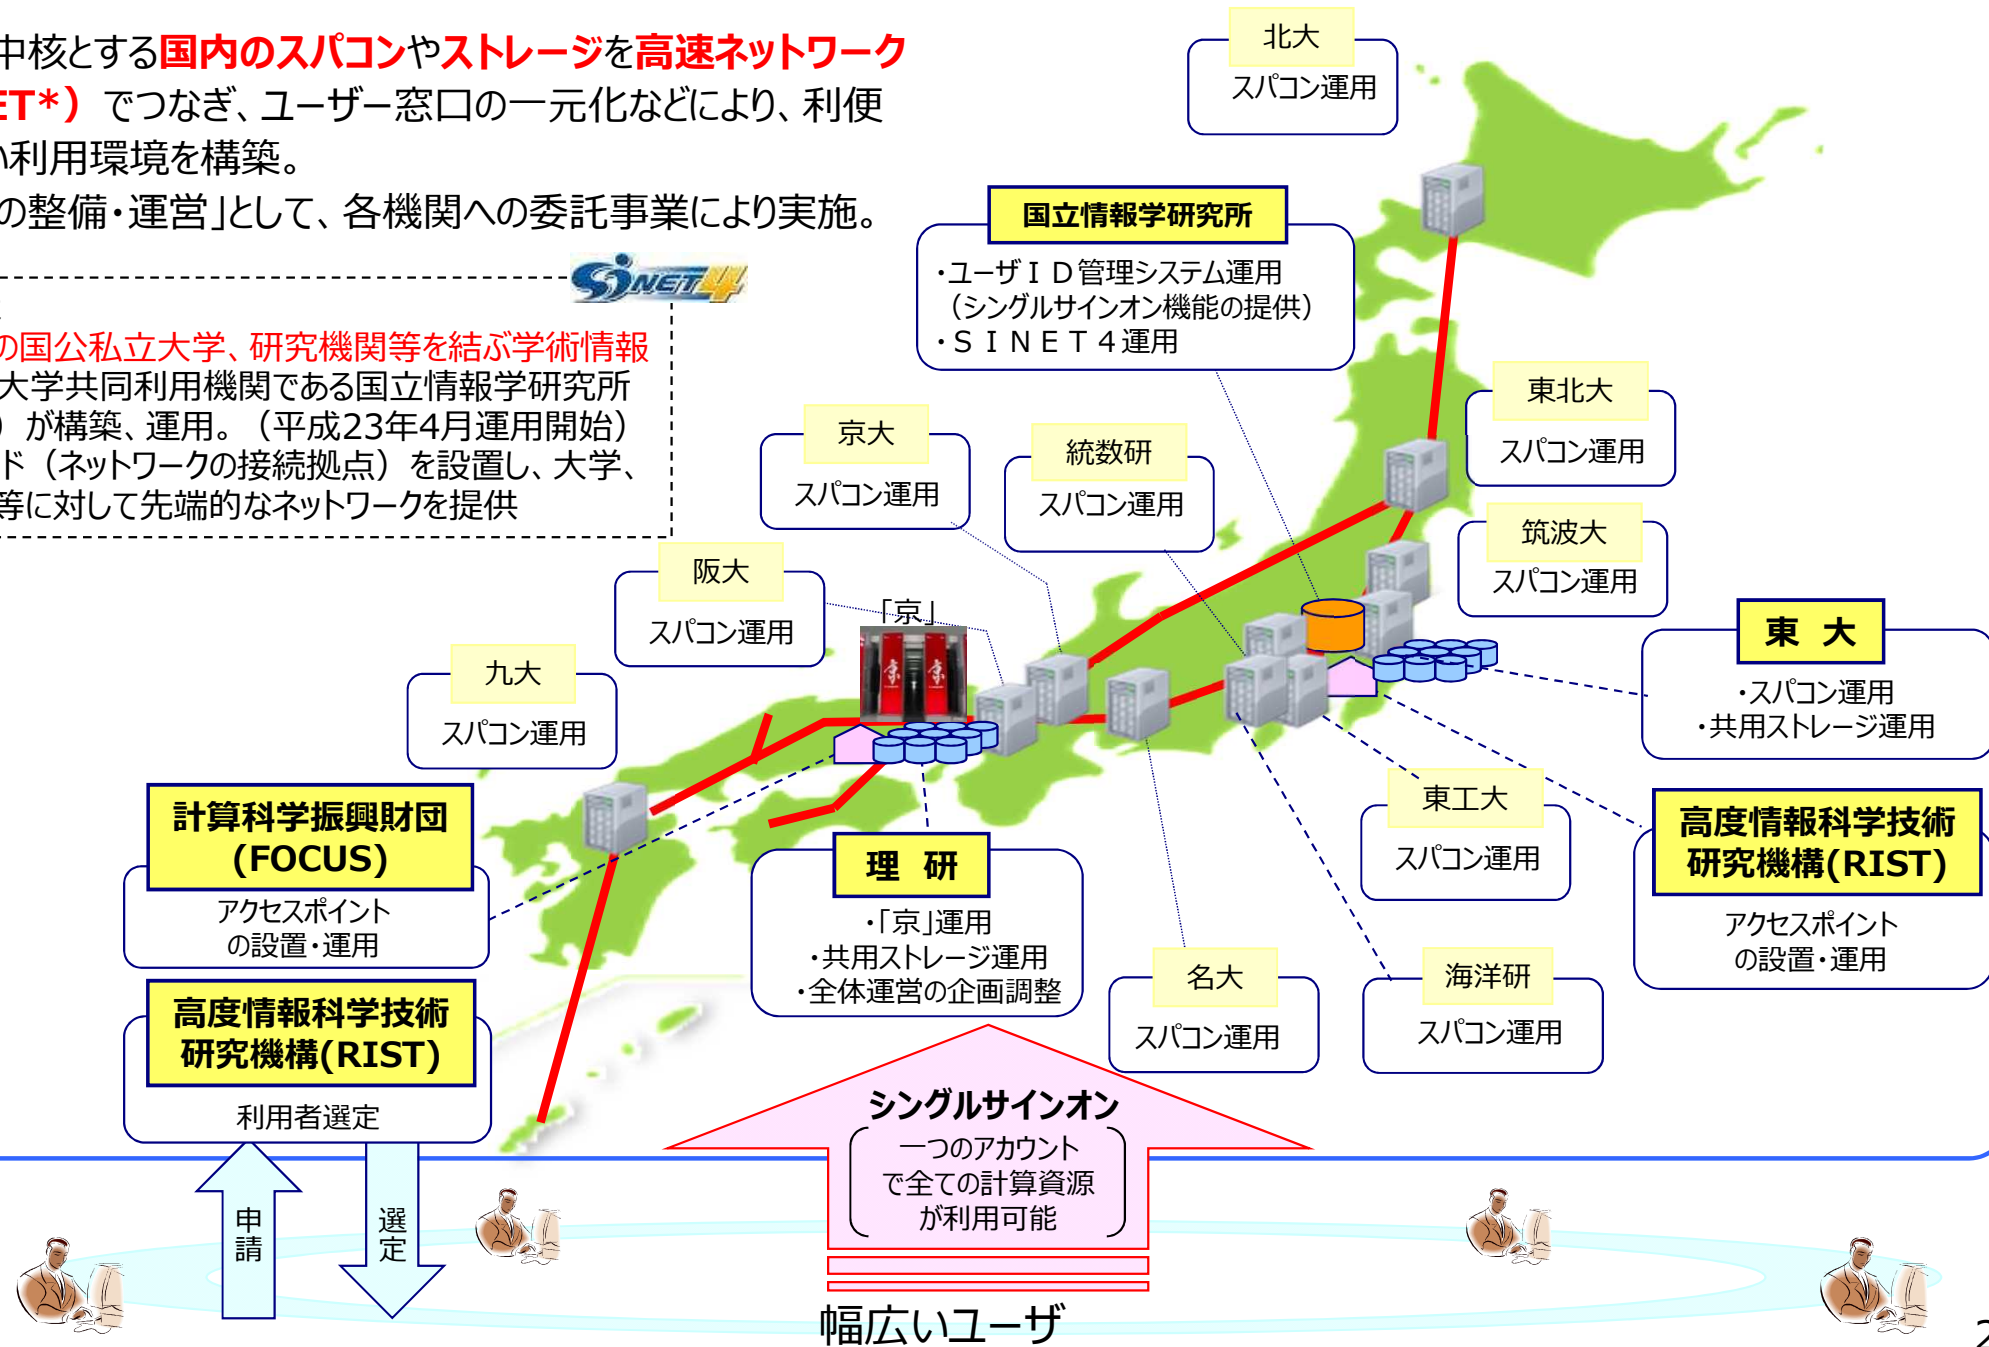 中核とする国内のスパコンやストレージを高速ネットワーク
ET*）でつなぎ、ユーザー窓口の一元化などにより、利便
い利用環境を構築。
の整備・運営」として、各機関への委託事業により実施。
SINET4
の国公私立大学、研究機関等を結ぶ学術情報
大学共同利用機関である国立情報学研究所
）が構築、運用。（平成23年4月運用開始）
ド（ネットワークの接続拠点）を設置し、大学、
等に対して先端的なネットワークを提供
北大
スパコン運用
国立情報学研究所
・ユーザＩＤ管理システム運用
（シングルサインオン機能の提供）
・ＳＩＮＥＴ４運用
東北大
スパコン運用
京大
スパコン運用
統数研
スパコン運用
筑波大
スパコン運用
阪大
スパコン運用
「京」
京
京
東 大
・スパコン運用
・共用ストレージ運用
九大
スパコン運用
計算科学振興財団
(FOCUS)
アクセスポイント
の設置・運用
理 研
・「京」運用
・共用ストレージ運用
・全体運営の企画調整
東工大
スパコン運用
高度情報科学技術
研究機構(RIST)
アクセスポイント
の設置・運用
名大
スパコン運用
海洋研
スパコン運用
高度情報科学技術
研究機構(RIST)
利用者選定
シングルサインオン
一つのアカウント
で全ての計算資源
が利用可能
申請
選定
幅広いユーザ
2